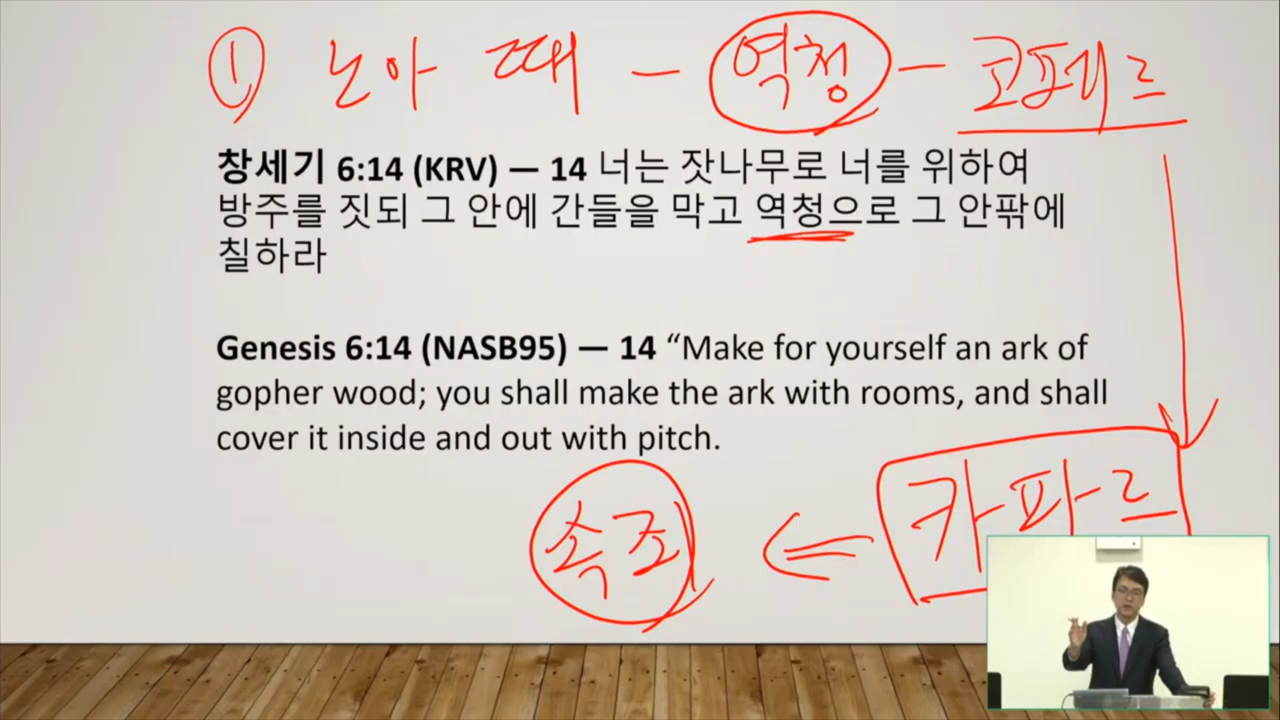 ① 노아 때 - 역청 - 코페르
창세기 6:14 (KRV) — 14 너는 잣나무로 너를 위하여
방주를 짓되 그 안에 간들을 막고 역청으로 그 안팎에
칠하라
Genesis 6:14 (NASB95) — 14 “Make for yourself an ark of
gopher wood; you shall make the ark with rooms, and shall
cover it inside and out with pitch.
속죄 ⇐ 카파르